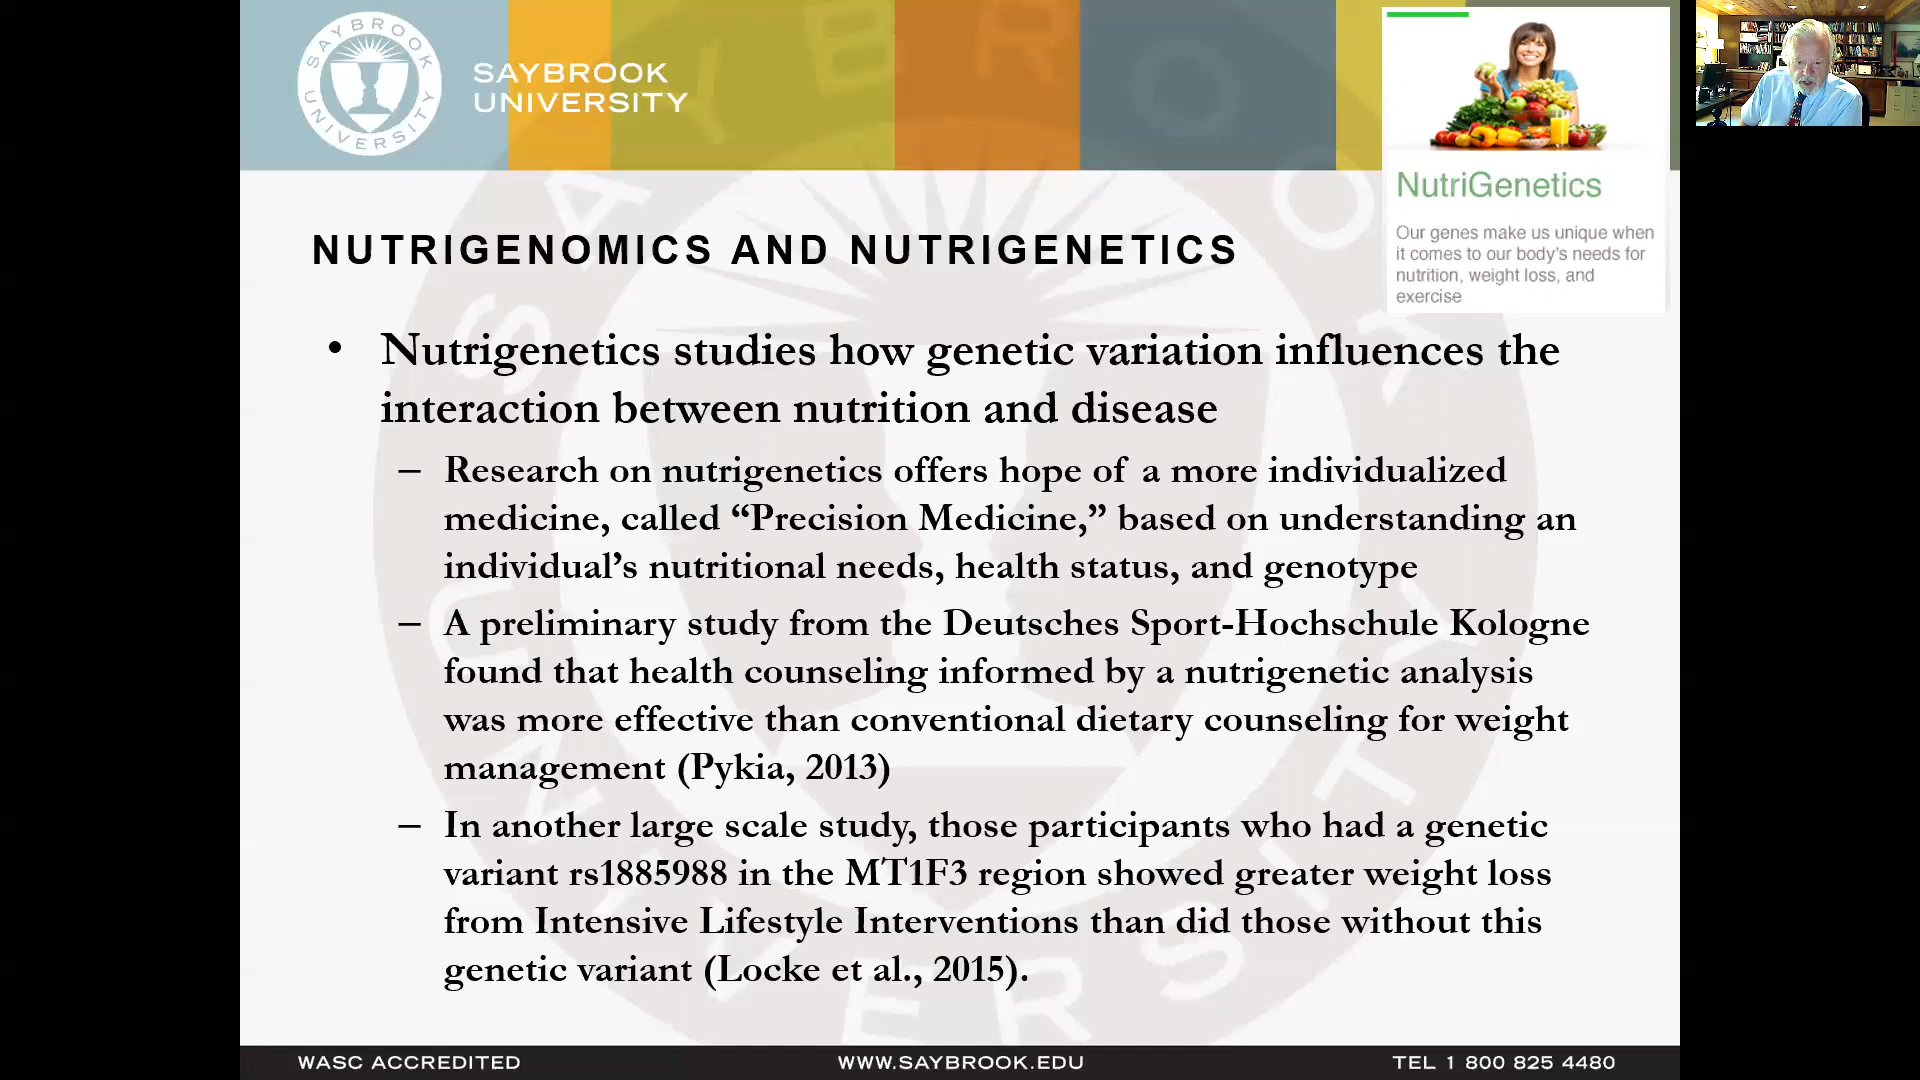 SAYBROOK
UNIVERSITY
SAYBROOK
UNIVERSITY
NutriGenetics
Our genes make us unique when
it comes to our body's needs for
nutrition, weight loss, and
exercise
NUTRIGENOMICS AND NUTRIGENETICS
• Nutrigenetics studies how genetic variation influences the
interaction between nutrition and disease
– Research on nutrigenetics offers hope of a more individualized
medicine, called “Precision Medicine,” based on understanding an
individual’s nutritional needs, health status, and genotype
– A preliminary study from the Deutsches Sport-Hochschule Kologne
found that health counseling informed by a nutrigenetic analysis
was more effective than conventional dietary counseling for weight
management (Pykia, 2013)
– In another large scale study, those participants who had a genetic
variant rs1885988 in the MT1F3 region showed greater weight loss
from Intensive Lifestyle Interventions than did those without this
genetic variant (Locke et al., 2015).
WASC ACCREDITED
WWW.SAYBROOK.EDU
TEL 1 800 825 4480